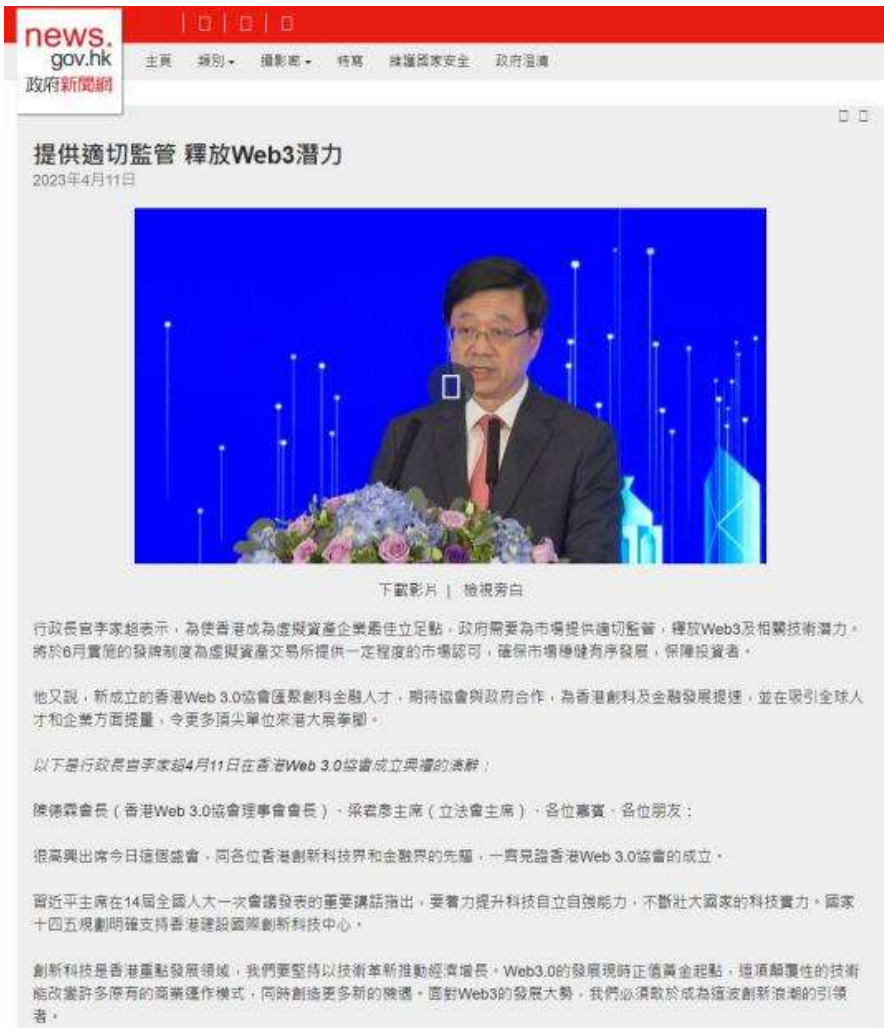 news.
gov.hk
政府新聞網
主頁 類別 攝影廊 特寫 維護國家安全 政府澄清
提供適切監管 釋放Web3潛力
2023年4月11日
下載影片 | 檢視旁白
行政長官李家超表示,為使香港成為虛擬資產企業最佳立足點,政府需要為市場提供適切監管,釋放Web3及相關技術潛力。
將於6月實施的發牌制度為虛擬資產交易所提供一定程度的市場認可,確保市場穩健有序發展,保障投資者。
他又說,新成立的香港Web 3.0協會匯聚創科金融人才,期待協會與政府合作,為香港創科及金融發展提速,並在吸引全球人
才和企業方面提量,令更多頂尖單位來港大展拳腳。
以下是行政長官李家超4月11日在香港Web 3.0協會成立典禮的演辭:
陳德霖會長(香港Web 3.0協會理事會會長)、梁君彥主席(立法會主席)、各位嘉賓、各位朋友:
很高興出席今日這個盛會,同各位香港創新科技界和金融界的先驅,一齊見證香港Web 3.0協會的成立。
習近平主席在14屆全國人大一次會議發表的重要講話指出,要着力提升科技自立自強能力,不斷壯大國家的科技實力。國家
十四五規劃明確支持香港建設國際創新科技中心。
創新科技是香港重點發展領域,我們要堅持以技術革新推動經濟增長。Web3.0的發展現時正值黃金起點,這項顛覆性的技術
能改變許多原有的商業運作模式,同時創造更多新的機遇。面對Web3的發展大勢,我們必須敢於成為這波創新浪潮的引領
者。